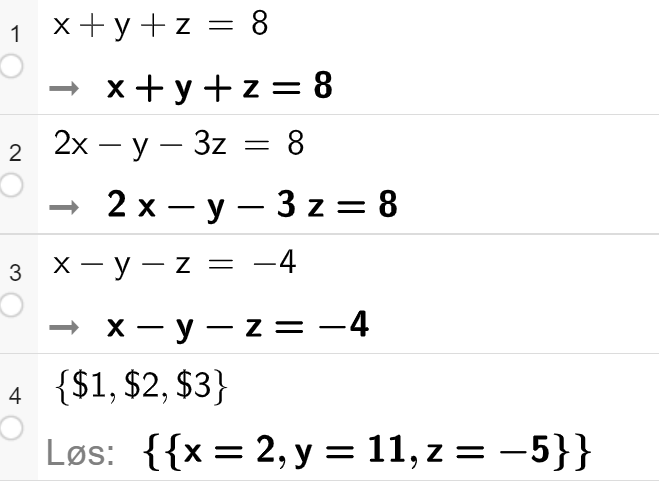 1 x + y + z = 8
→ x + y + z = 8
2 2x − y − 3z = 8
→ 2 x − y − 3 z = 8
3 x − y − z = −4
→ x − y − z = −4
4 {$1, $2, $3}
Løs: {{x = 2, y = 11, z = −5}}